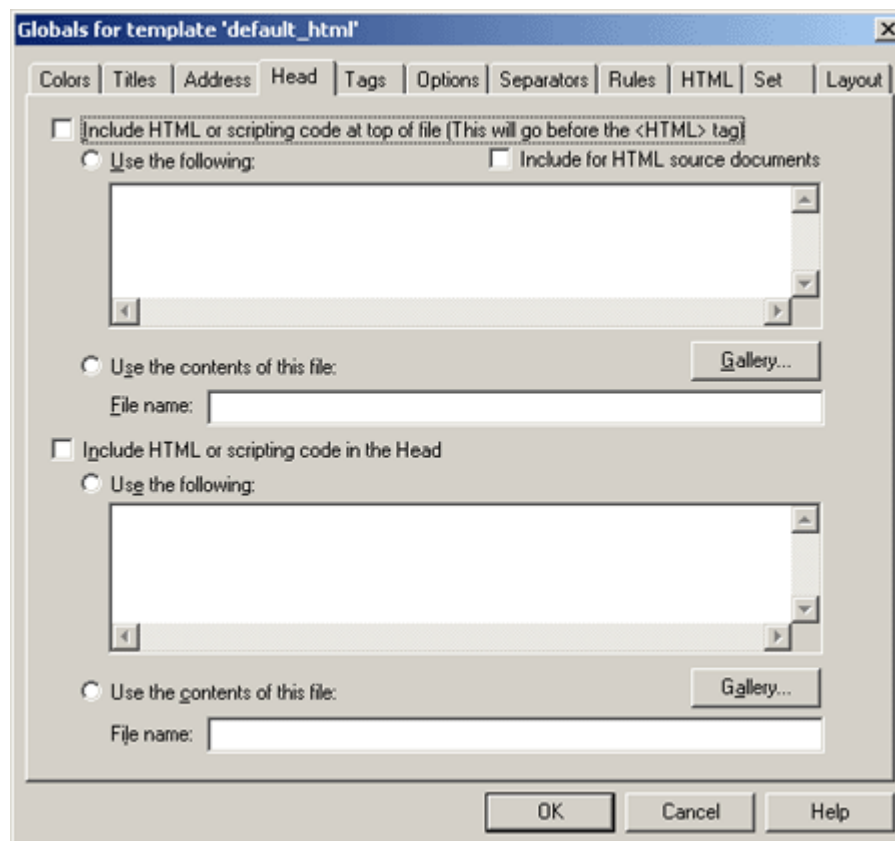 Globals for template 'default_html'
Colors Titles Address Head Tags Options Separators Rules HTML Set Layout
Include HTML or scripting code at top of file (This will go before the <HTML> tag)
Use the following: Include for HTML source documents
Use the contents of this file: Gallery...
File name:
Include HTML or scripting code in the Head
Use the following:
Use the contents of this file: Gallery...
File name:
OK Cancel Help